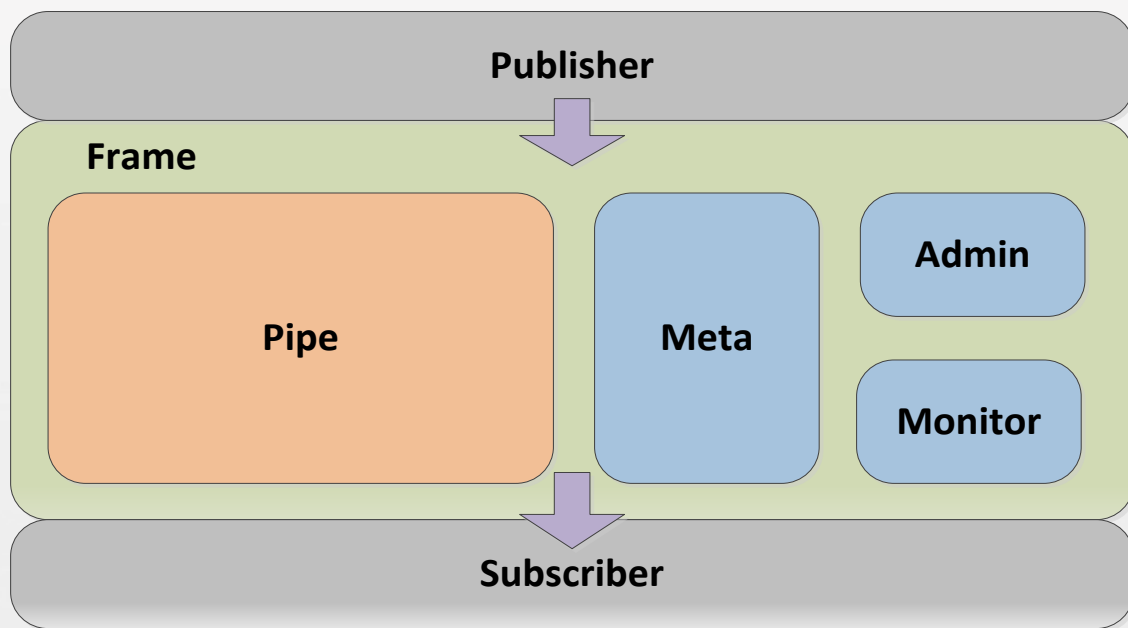 Publisher
Frame
Pipe
Meta
Admin
Monitor
Subscriber